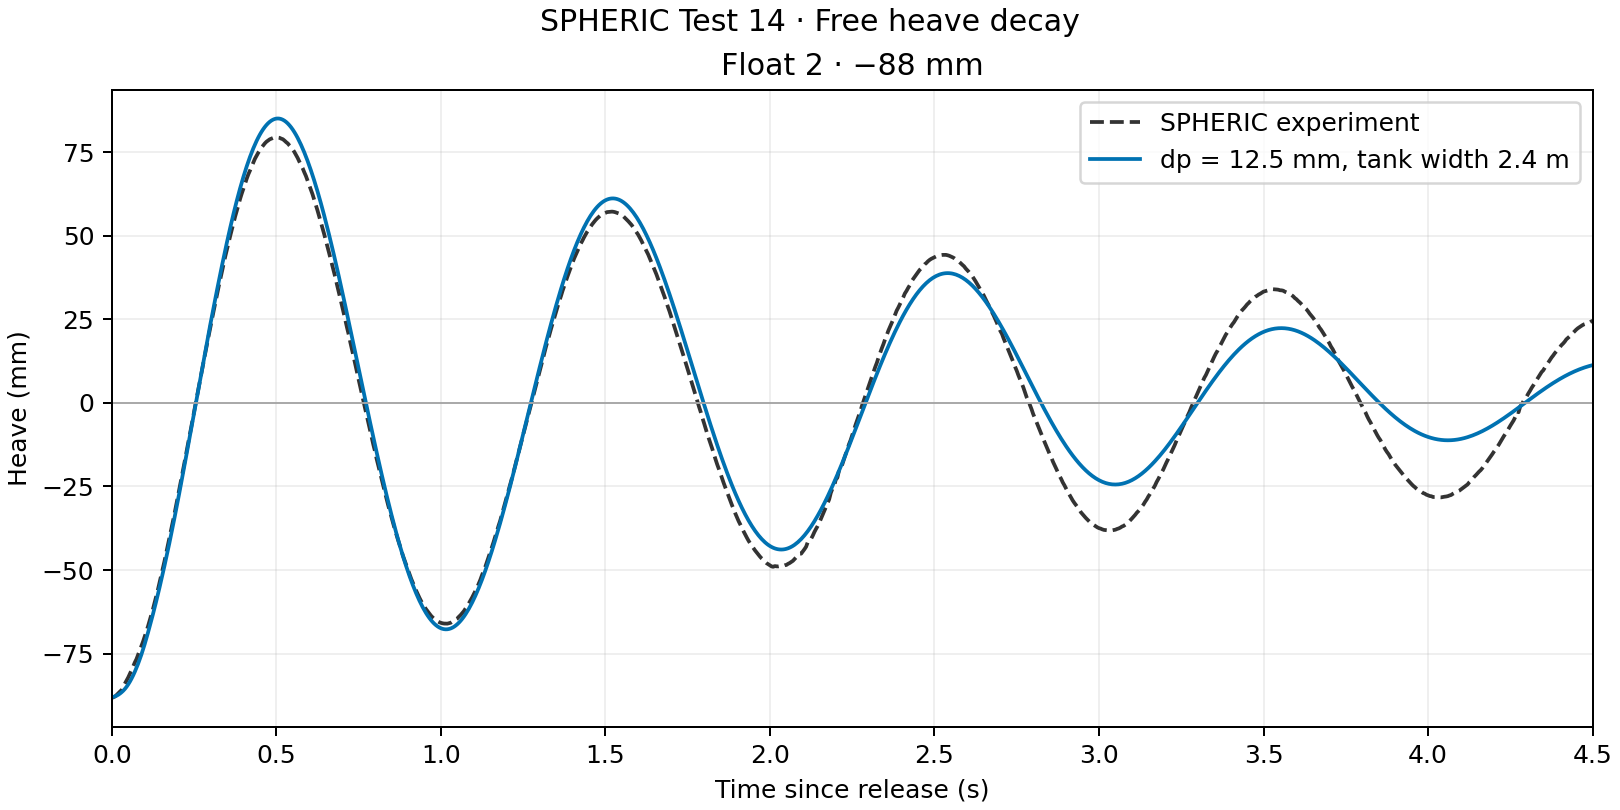 SPHERIC Test 14 · Free heave decay
Float 2 · −88 mm
SPHERIC experiment
dp = 12.5 mm, tank width 2.4 m
Heave (mm)
75
50
25
0
−25
−50
−75
0.0 0.5 1.0 1.5 2.0 2.5 3.0 3.5 4.0 4.5
Time since release (s)